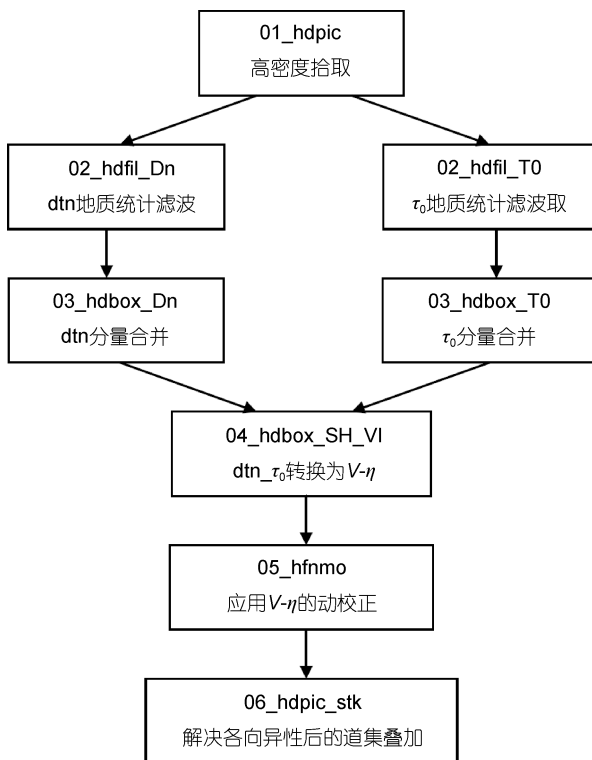 01_hdpic
高密度拾取
02_hdfil_Dn
dtn地质统计滤波
02_hdfil_T0
τ₀地质统计滤波取
03_hdbox_Dn
dtn分量合并
03_hdbox_T0
τ₀分量合并
04_hdbox_SH_VI
dtn_τ₀转换为V-η
05_hfnmo
应用V-η的动校正
06_hdpic_stk
解决各向异性后的道集叠加